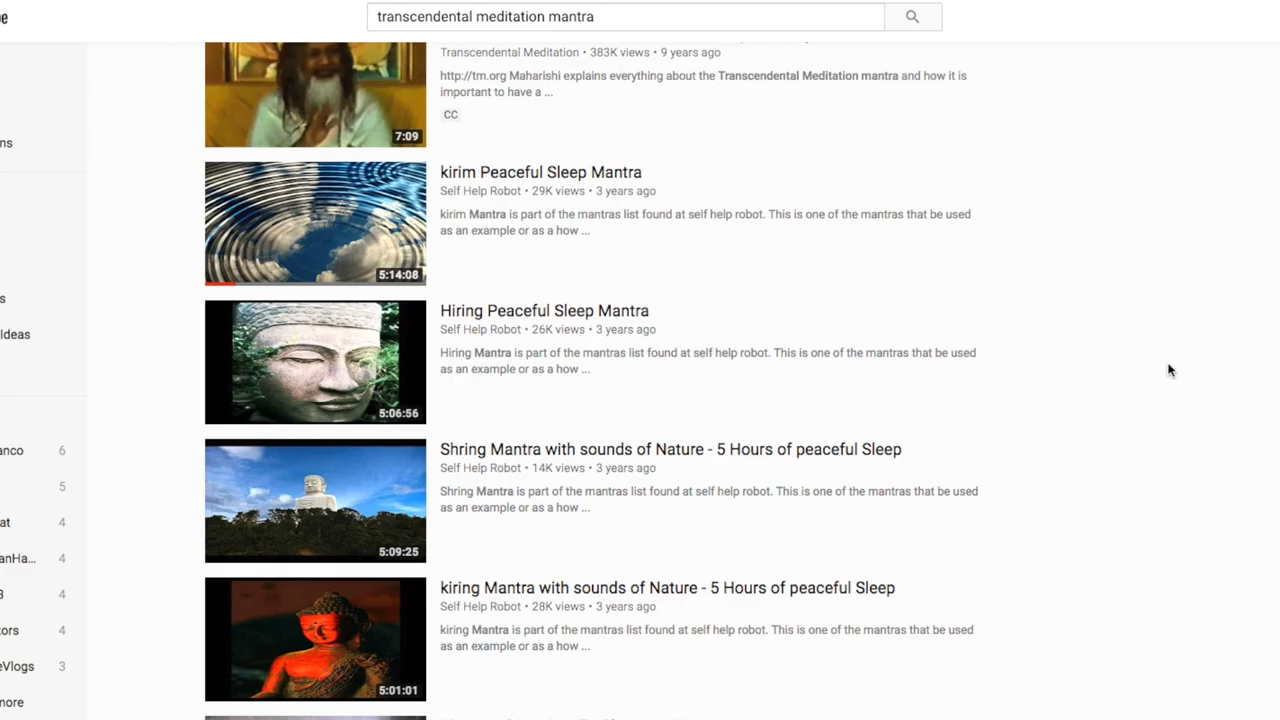 be
transcendental meditation mantra
Transcendental Meditation • 383K views • 9 years ago
http://tm.org Maharishi explains everything about the Transcendental Meditation mantra and how it is
important to have a ...
CC
7:09
ns
kirim Peaceful Sleep Mantra
Self Help Robot • 29K views • 3 years ago
kirim Mantra is part of the mantras list found at self help robot. This is one of the mantras that be used
as an example or as a how ...
5:14:08
s
Ideas
Hiring Peaceful Sleep Mantra
Self Help Robot • 26K views • 3 years ago
Hiring Mantra is part of the mantras list found at self help robot. This is one of the mantras that be used
as an example or as a how ...
5:06:56
anco 6
5
at 4
anHa... 4
Shring Mantra with sounds of Nature - 5 Hours of peaceful Sleep
Self Help Robot • 14K views • 3 years ago
Shring Mantra is part of the mantras list found at self help robot. This is one of the mantras that be used
as an example or as a how ...
5:09:25
3 4
tors 4
eVlogs 3
more
kiring Mantra with sounds of Nature - 5 Hours of peaceful Sleep
Self Help Robot • 28K views • 3 years ago
kiring Mantra is part of the mantras list found at self help robot. This is one of the mantras that be used
as an example or as a how ...
5:01:01